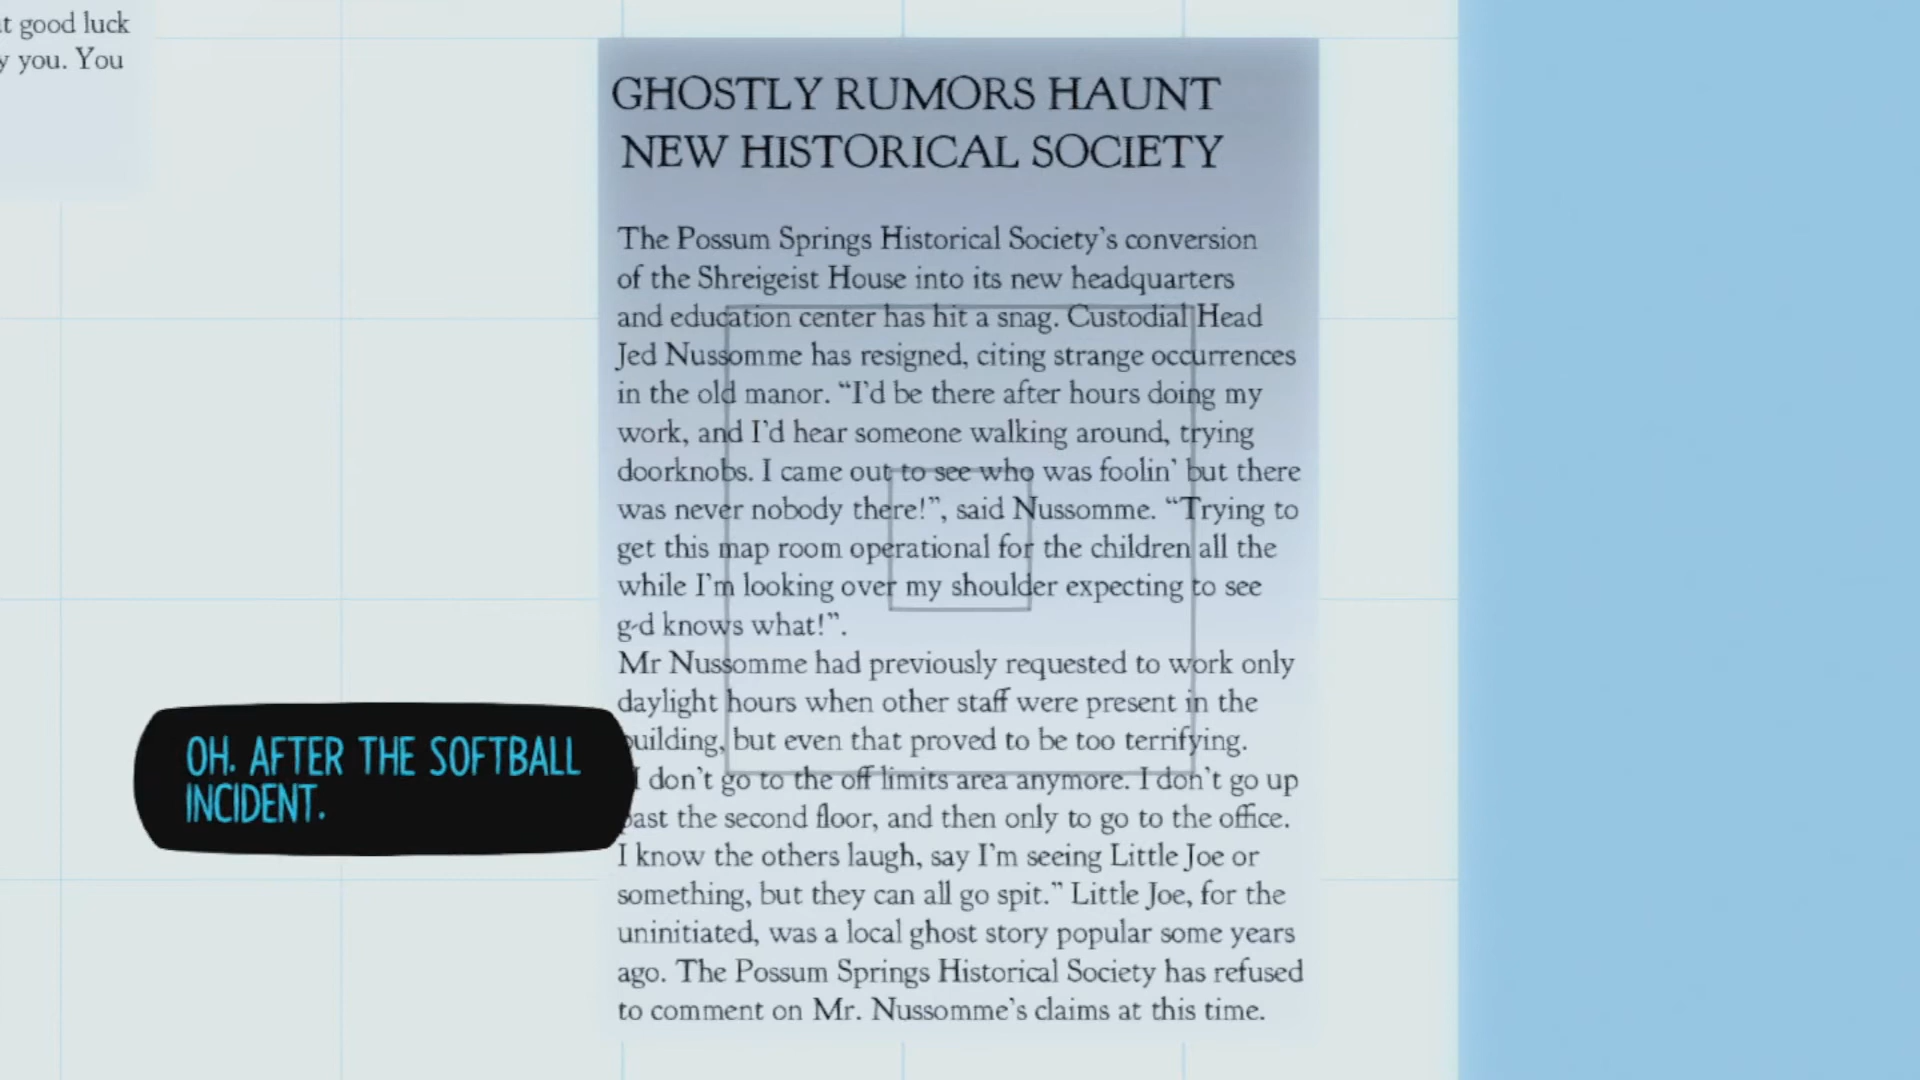 t good luck
y you. You
GHOSTLY RUMORS HAUNT
NEW HISTORICAL SOCIETY
The Possum Springs Historical Society's conversion
of the Shreigeist House into its new headquarters
and education center has hit a snag. Custodial Head
Jed Nussomme has resigned, citing strange occurrences
in the old manor. “I'd be there after hours doing my
work, and I'd hear someone walking around, trying
doorknobs. I came out to see who was foolin' but there
was never nobody there!”, said Nussomme. “Trying to
get this map room operational for the children all the
while I'm looking over my shoulder expecting to see
g-d knows what!”.
Mr Nussomme had previously requested to work only
daylight hours when other staff were present in the
building, but even that proved to be too terrifying.
I don't go to the off limits area anymore. I don't go up
past the second floor, and then only to go to the office.
I know the others laugh, say I'm seeing Little Joe or
something, but they can all go spit.” Little Joe, for the
uninitiated, was a local ghost story popular some years
ago. The Possum Springs Historical Society has refused
to comment on Mr. Nussomme's claims at this time.
OH. AFTER THE SOFTBALL
INCIDENT.